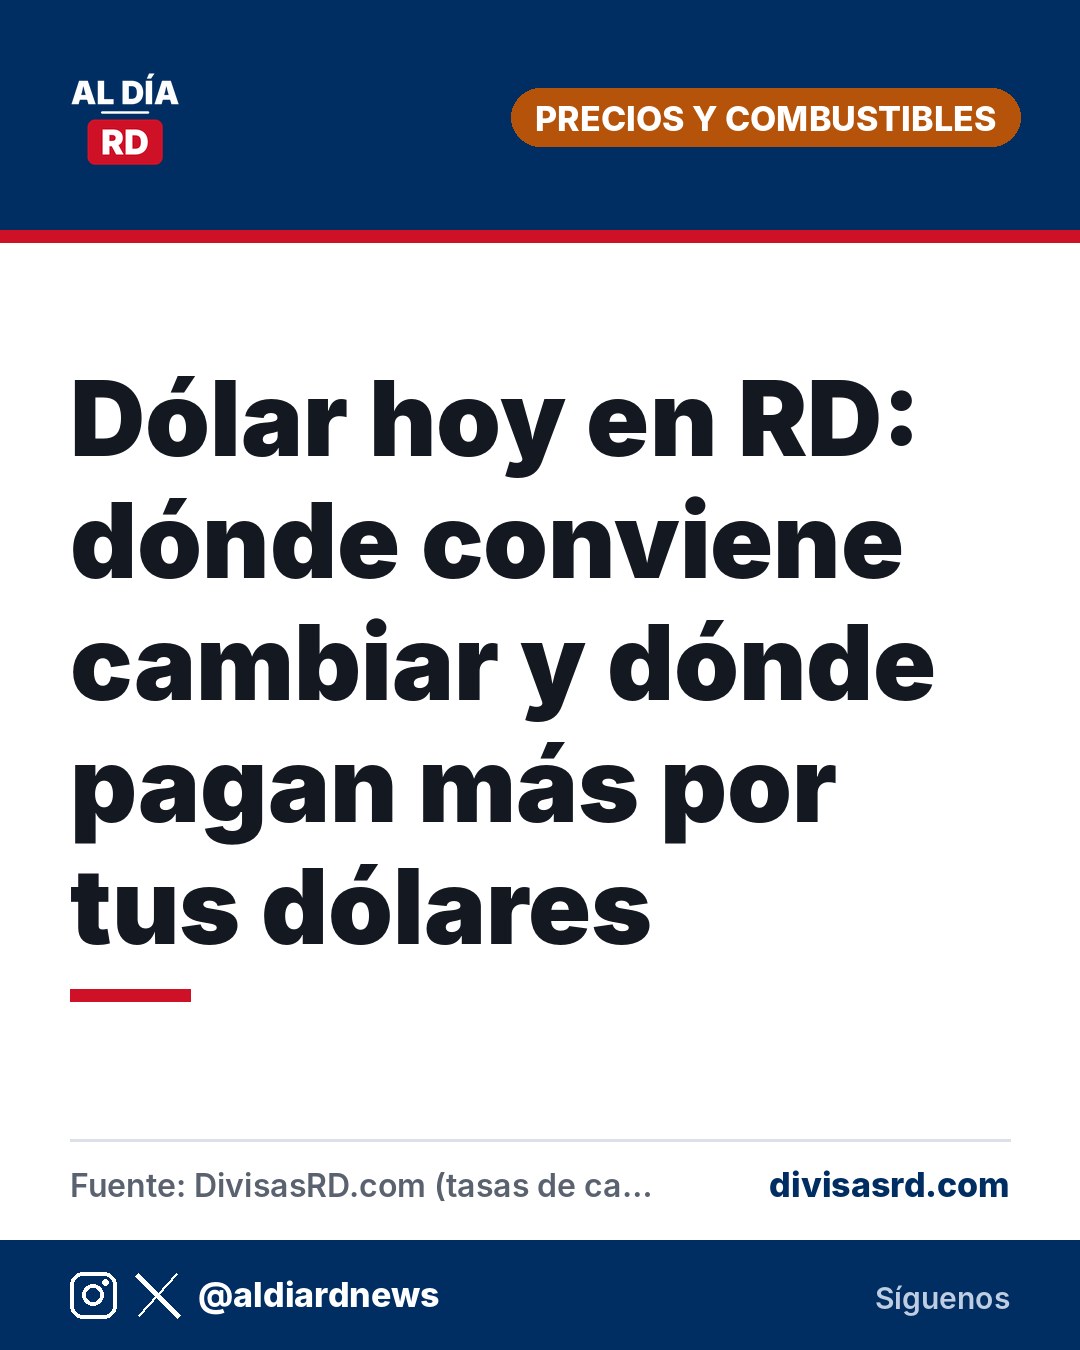 AL DÍA
RD
PRECIOS Y COMBUSTIBLES
Dólar hoy en RD:
dónde conviene
cambiar y dónde
pagan más por
tus dólares
Fuente: DivisasRD.com (tasas de ca...
divisasrd.com
@aldiardnews
Síguenos